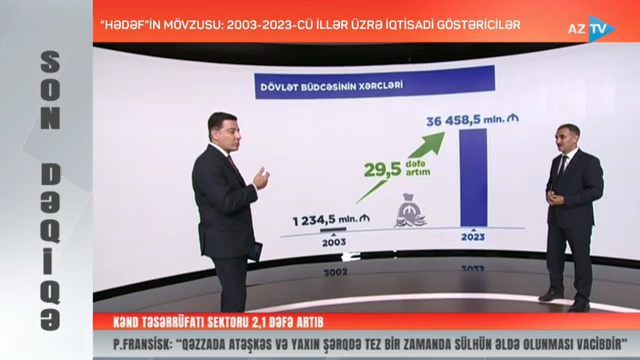 "HƏDƏF"İN MÖVZUSU: 2003-2023-CÜ İLLƏR ÜZRƏ İQTİSADİ GÖSTƏRİCİLƏR
AZTV
SON DƏQİQƏ
DÖVLƏT BÜDCƏSİNİN XƏRCLƏRİ
36 458,5 mln.₼
29,5 dəfə artım
1 234,5 mln.₼
2003
2023
KƏND TƏSƏRRÜFATI SEKTORU 2,1 DƏFƏ ARTIB
P.FRANSİSK: “QƏZZADA ATƏŞKƏS VƏ YAXIN ŞƏRQDƏ TEZ BİR ZAMANDA SÜLHÜN ƏLDƏ OLUNMASI VACİBDİR”